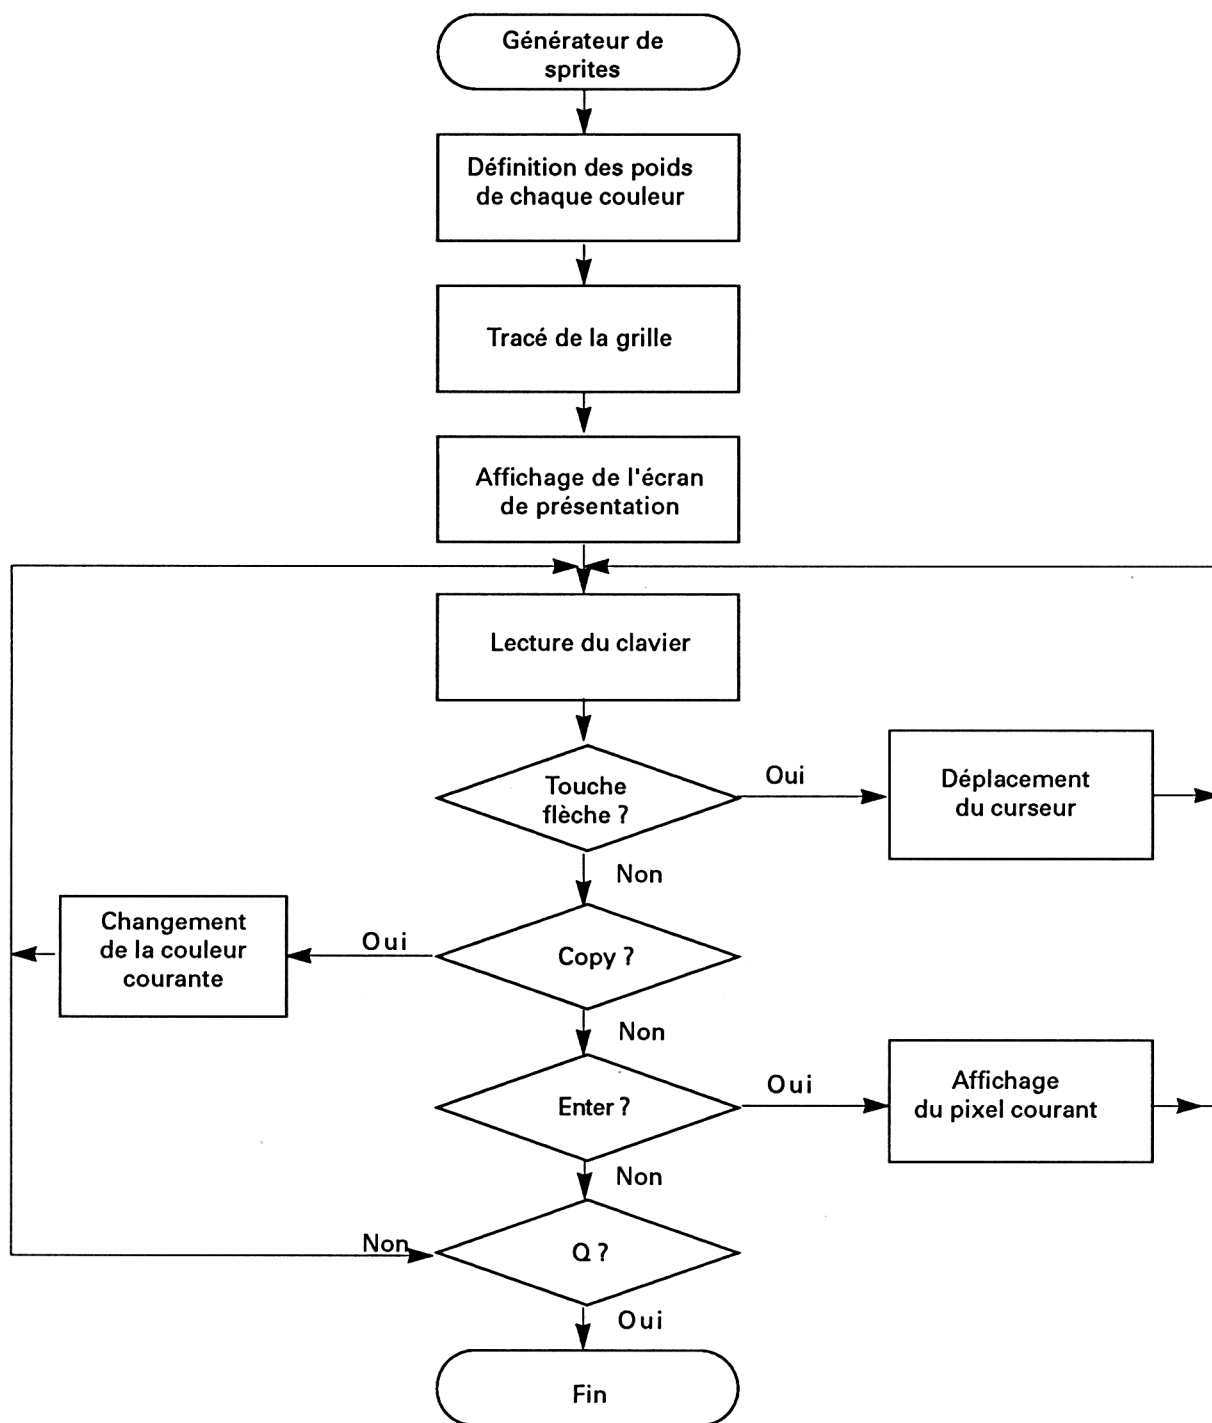 Générateur de
sprites
Définition des poids
de chaque couleur
Tracé de la grille
Affichage de l'écran
de présentation
Lecture du clavier
Touche
flèche ?
Oui
Déplacement
du curseur
Non
Copy ?
Oui
Changement
de la couleur
courante
Non
Enter ?
Oui
Affichage
du pixel courant
Non
Q ?
Non
Oui
Fin